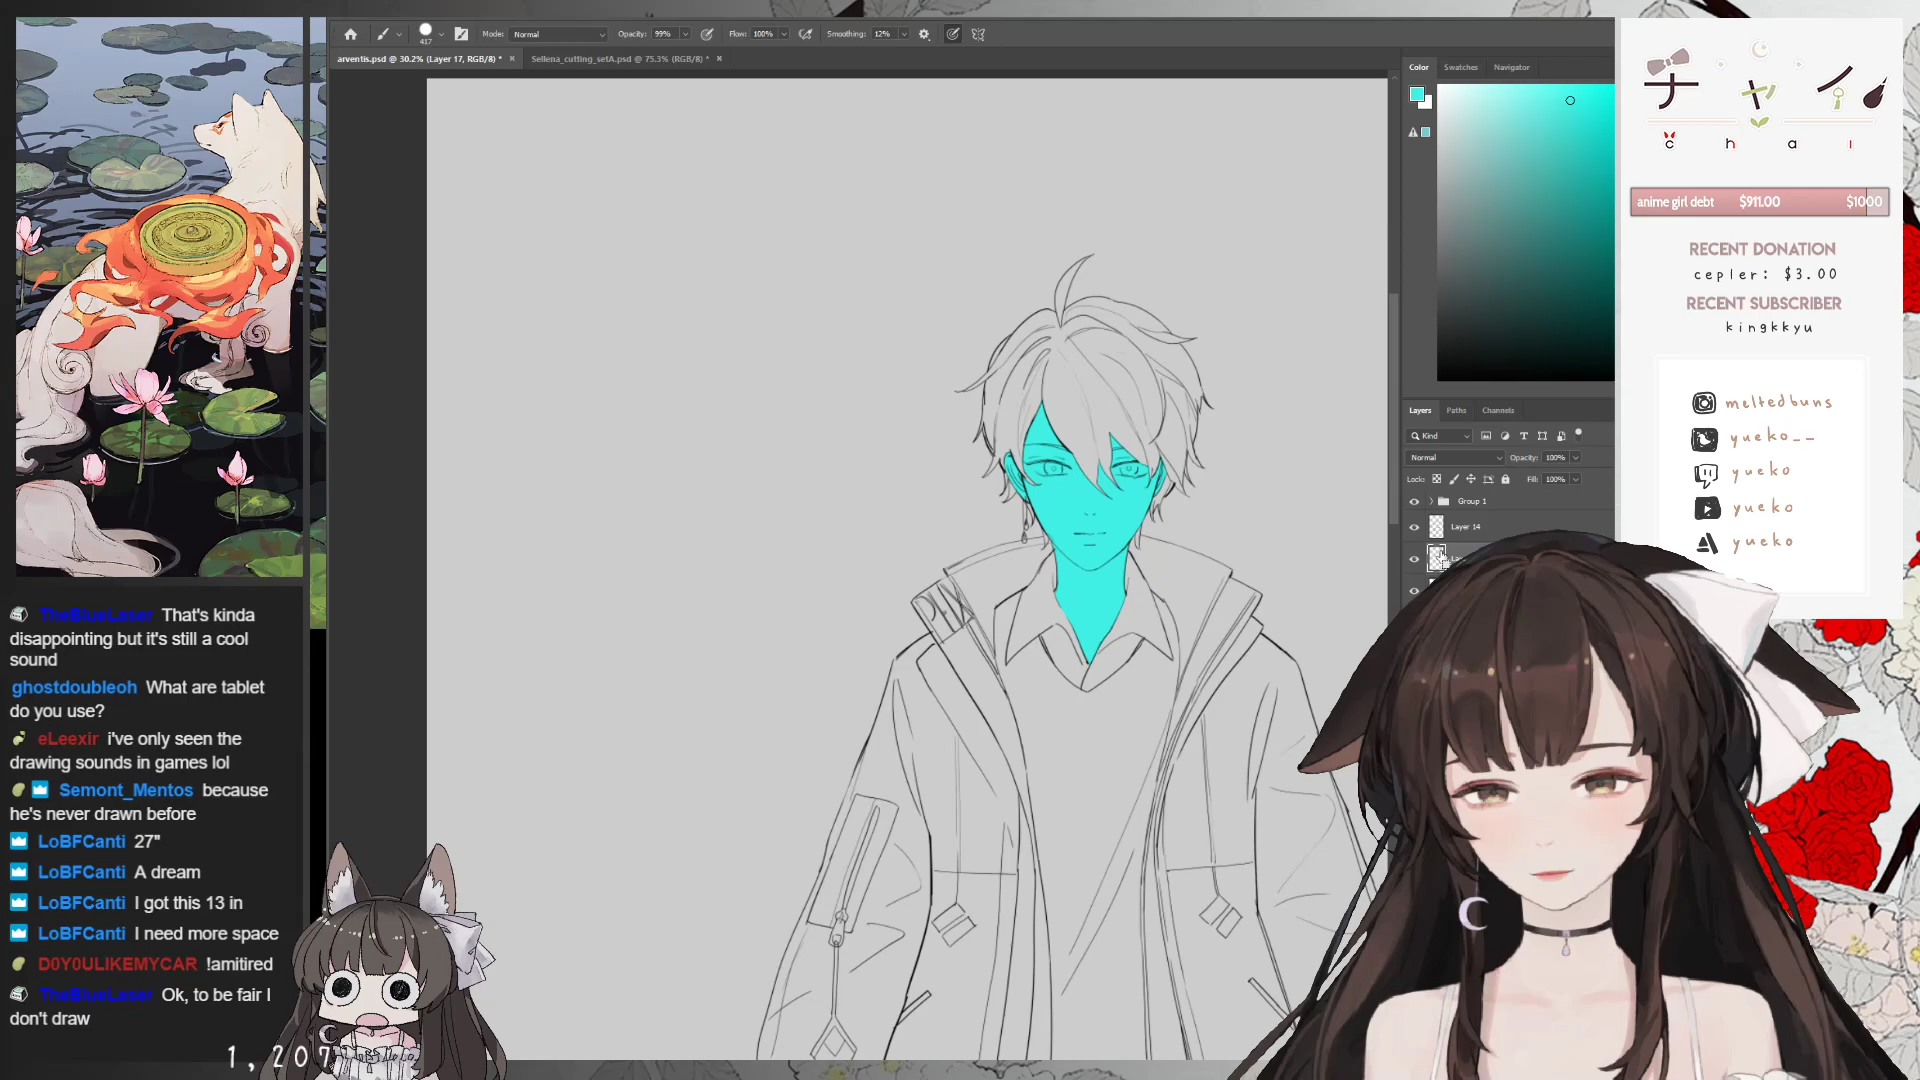 Mode: Normal Opacity: 99% Flow: 100% Smoothing: 12%
417
arventis.psd @ 30.2% (Layer 17, RGB/8) * × Sellena_cutting_setA.psd @ 75.3% (RGB/8) * ×
Color Swatches Navigator
Layers Paths Channels
Kind
Normal Opacity: 100%
Lock: Fill: 100%
Group 1
Layer 14
チャイ
c h a i
anime girl debt $911.00 $1000
RECENT DONATION
cepler: $3.00
RECENT SUBSCRIBER
kingkkyu
meltedbuns
yueko__
yueko
yueko
yueko
TheBlueLaser That's kinda
disappointing but it's still a cool
sound
ghostdoubleoh What are tablet
do you use?
eLeexir i've only seen the
drawing sounds in games lol
Semont_Mentos because
he's never drawn before
LoBFCanti 27"
LoBFCanti A dream
LoBFCanti I got this 13 in
LoBFCanti I need more space
D0Y0ULIKEMYCAR !amitired
TheBlueLaser Ok, to be fair I
don't draw
1,207